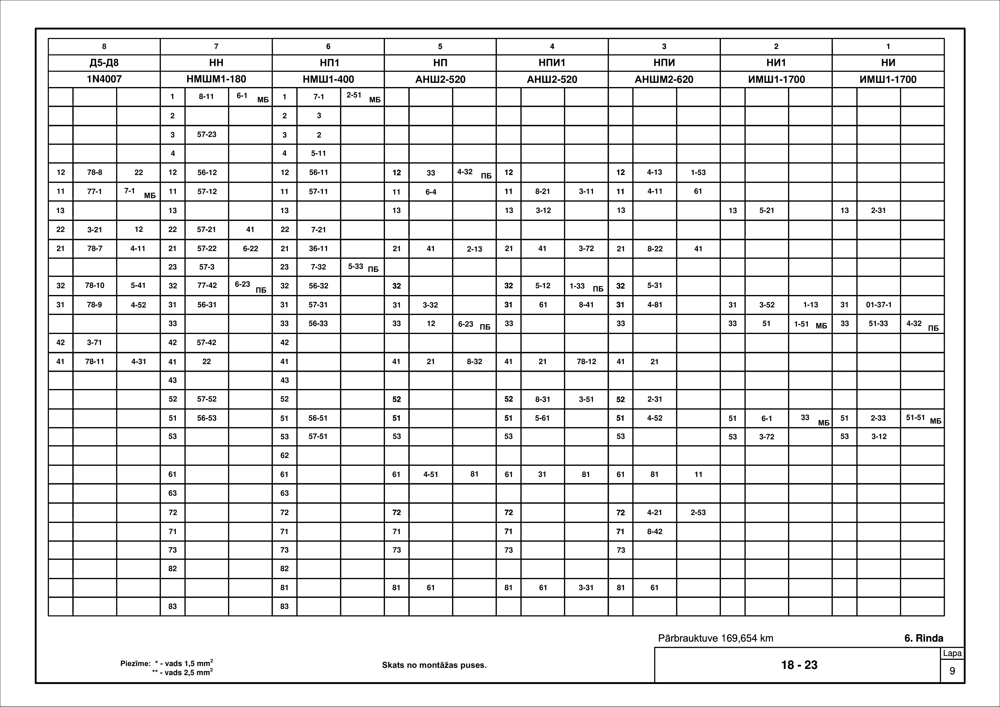 8 7 6 5 4 3 2 1
Д5-Д8 НН НП1 НП НПИ1 НПИ НИ1 НИ
1N4007 НМШМ1-180 НМШ1-400 АНШ2-520 АНШ2-520 АНШМ2-620 ИМШ1-1700 ИМШ1-1700
1 8-11 6-1 МБ 1 7-1 2-51 МБ
2 2 3
3 57-23 3 2
4 4 5-11
12 78-8 22 12 56-12 12 56-11 12 33 4-32 ПБ 12 12 4-13 1-53
11 77-1 7-1 МБ 11 57-12 11 57-11 11 6-4 11 8-21 3-11 11 4-11 61
13 13 13 13 13 3-12 13 13 5-21 13 2-31
22 3-21 12 22 57-21 41 22 7-21
21 78-7 4-11 21 57-22 6-22 21 36-11 21 41 2-13 21 41 3-72 21 8-22 41
23 57-3 23 7-32 5-33 ПБ
32 78-10 5-41 32 77-42 6-23 ПБ 32 56-32 32 32 5-12 1-33 ПБ 32 5-31
31 78-9 4-52 31 56-31 31 57-31 31 3-32 31 61 8-41 31 4-81 31 3-52 1-13 31 01-37-1
33 33 56-33 33 12 6-23 ПБ 33 33 33 51 1-51 МБ 33 51-33 4-32 ПБ
42 3-71 42 57-42 42
41 78-11 4-31 41 22 41 41 21 8-32 41 21 78-12 41 21
43 43
52 57-52 52 52 52 8-31 3-51 52 2-31
51 56-53 51 56-51 51 51 5-61 51 4-52 51 6-1 33 МБ 51 2-33 51-51 МБ
53 53 57-51 53 53 53 53 3-72 53 3-12
62
61 61 61 4-51 81 61 31 81 61 81 11
63 63
72 72 72 72 72 4-21 2-53
71 71 71 71 71 8-42
73 73 73 73 73
82 82
81 81 61 81 61 3-31 81 61
83 83
Pārbrauktuve 169,654 km 6. Rinda
Piezīme: * - vads 1,5 mm²
** - vads 2,5 mm²
Skats no montāžas puses.
18 - 23
Lapa
9